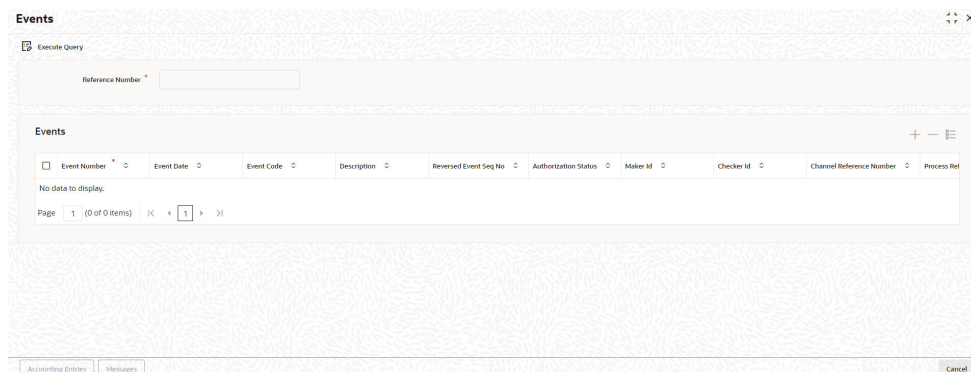 Events
Execute Query
Reference Number *
Events
Event Number * Event Date Event Code Description Reversed Event Seq No Authorization Status Maker Id Checker Id Channel Reference Number Process Ref
No data to display.
Page 1 (0 of 0 items) 1
Accounting Entries Messages Cancel